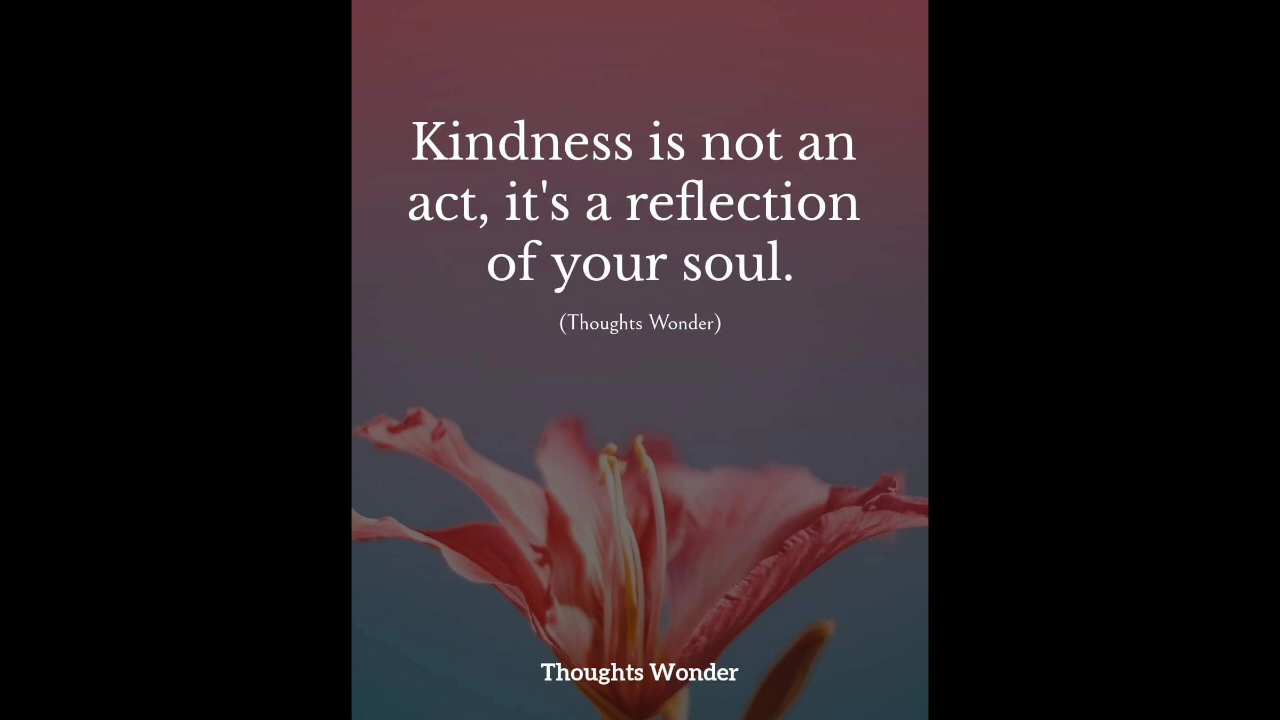 Kindness is not an
act, it's a reflection
of your soul.
(Thoughts Wonder)
Thoughts Wonder